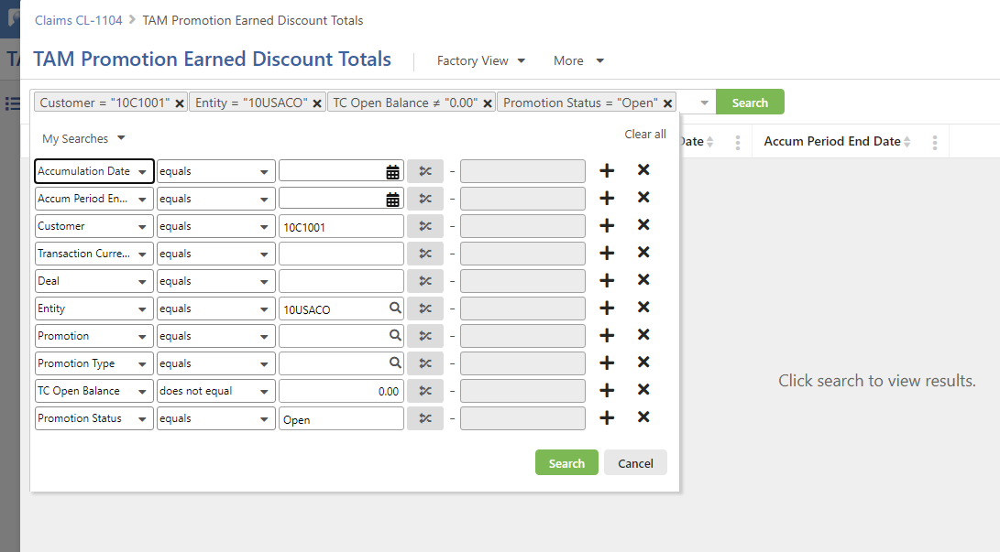 Claims CL-1104 > TAM Promotion Earned Discount Totals
TAM Promotion Earned Discount Totals
Factory View
More
Customer = "10C1001"
Entity = "10USACO"
TC Open Balance ≠ "0.00"
Promotion Status = "Open"
Search
My Searches
Clear all
Date
Accum Period End Date
Accumulation Date equals -
Accum Period En... equals -
Customer equals 10C1001 -
Transaction Curre... equals -
Deal equals -
Entity equals 10USACO -
Promotion equals -
Promotion Type equals -
TC Open Balance does not equal 0.00 -
Promotion Status equals Open -
Click search to view results.
Search
Cancel